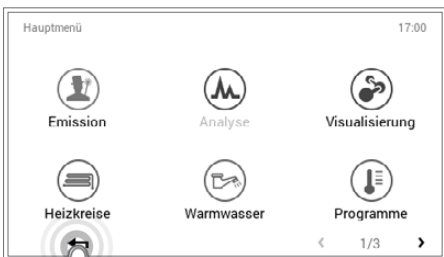 Hauptmenü 17:00
Emission Analyse Visualisierung
Heizkreise Warmwasser Programme
< 1/3 >